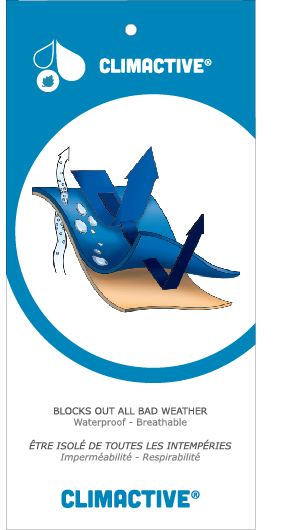 CLIMACTIVE®
BLOCKS OUT ALL BAD WEATHER
Waterproof - Breathable
ÊTRE ISOLÉ DE TOUTES LES INTEMPÉRIES
Imperméabilité - Respirabilité
CLIMACTIVE®